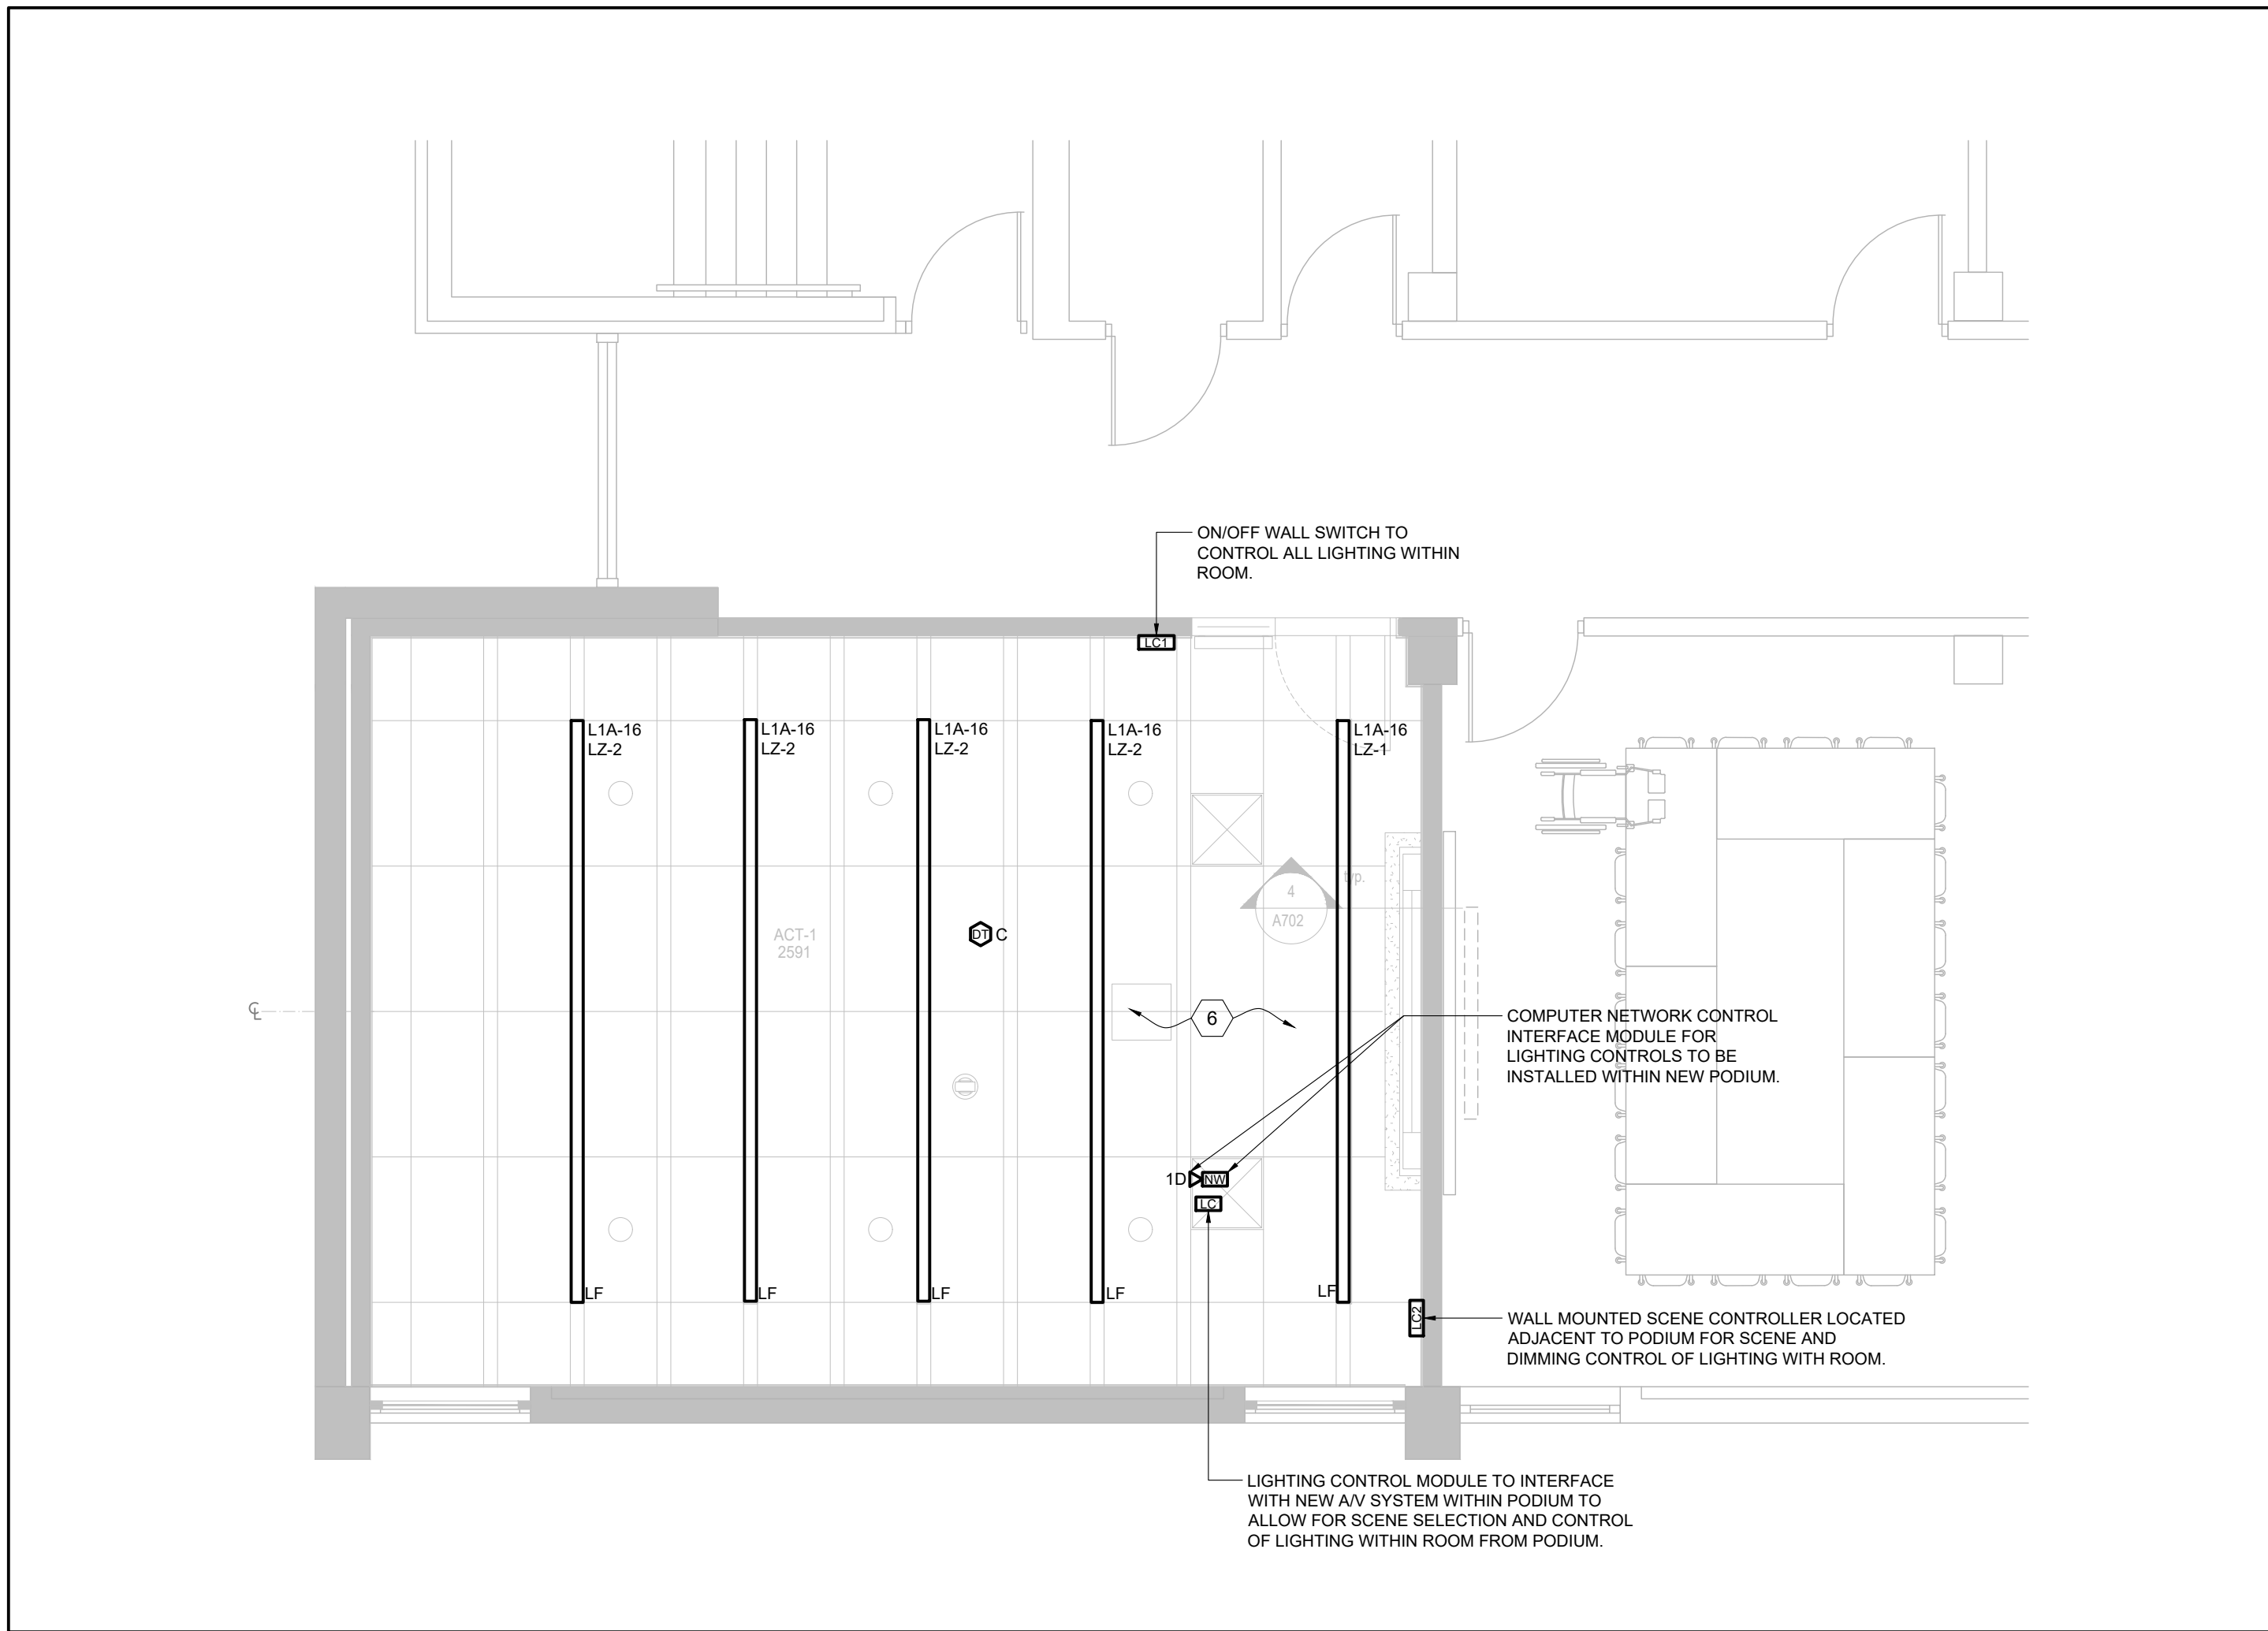 ON/OFF WALL SWITCH TO
CONTROL ALL LIGHTING WITHIN
ROOM.
LC1
L1A-16
LZ-2
L1A-16
LZ-2
L1A-16
LZ-2
L1A-16
LZ-2
L1A-16
LZ-1
typ.
4
A702
ACT-1
2591
DT C
℄
6
COMPUTER NETWORK CONTROL
INTERFACE MODULE FOR
LIGHTING CONTROLS TO BE
INSTALLED WITHIN NEW PODIUM.
1D NW
LC
LF
LF
LF
LF
LF
LC2
WALL MOUNTED SCENE CONTROLLER LOCATED
ADJACENT TO PODIUM FOR SCENE AND
DIMMING CONTROL OF LIGHTING WITH ROOM.
LIGHTING CONTROL MODULE TO INTERFACE
WITH NEW A/V SYSTEM WITHIN PODIUM TO
ALLOW FOR SCENE SELECTION AND CONTROL
OF LIGHTING WITHIN ROOM FROM PODIUM.